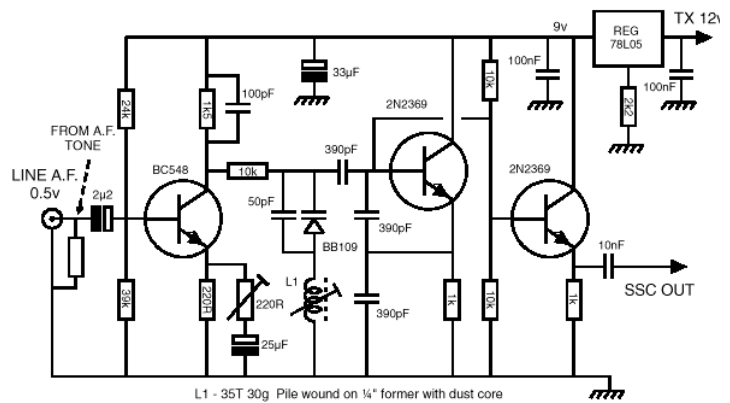 TX 12v
9v
REG
78L05
100nF
100nF
33µF
100pF
1k5
24k
10k
2N2369
2k2
FROM A.F.
TONE
LINE A.F.
0.5v
2µ2
BC548
10k
390pF
2N2369
50pF
390pF
BB109
10nF
SSC OUT
39k
220R
220R
L1
390pF
1k
10k
1k
25µF
L1 - 35T 30g Pile wound on ¼" former with dust core